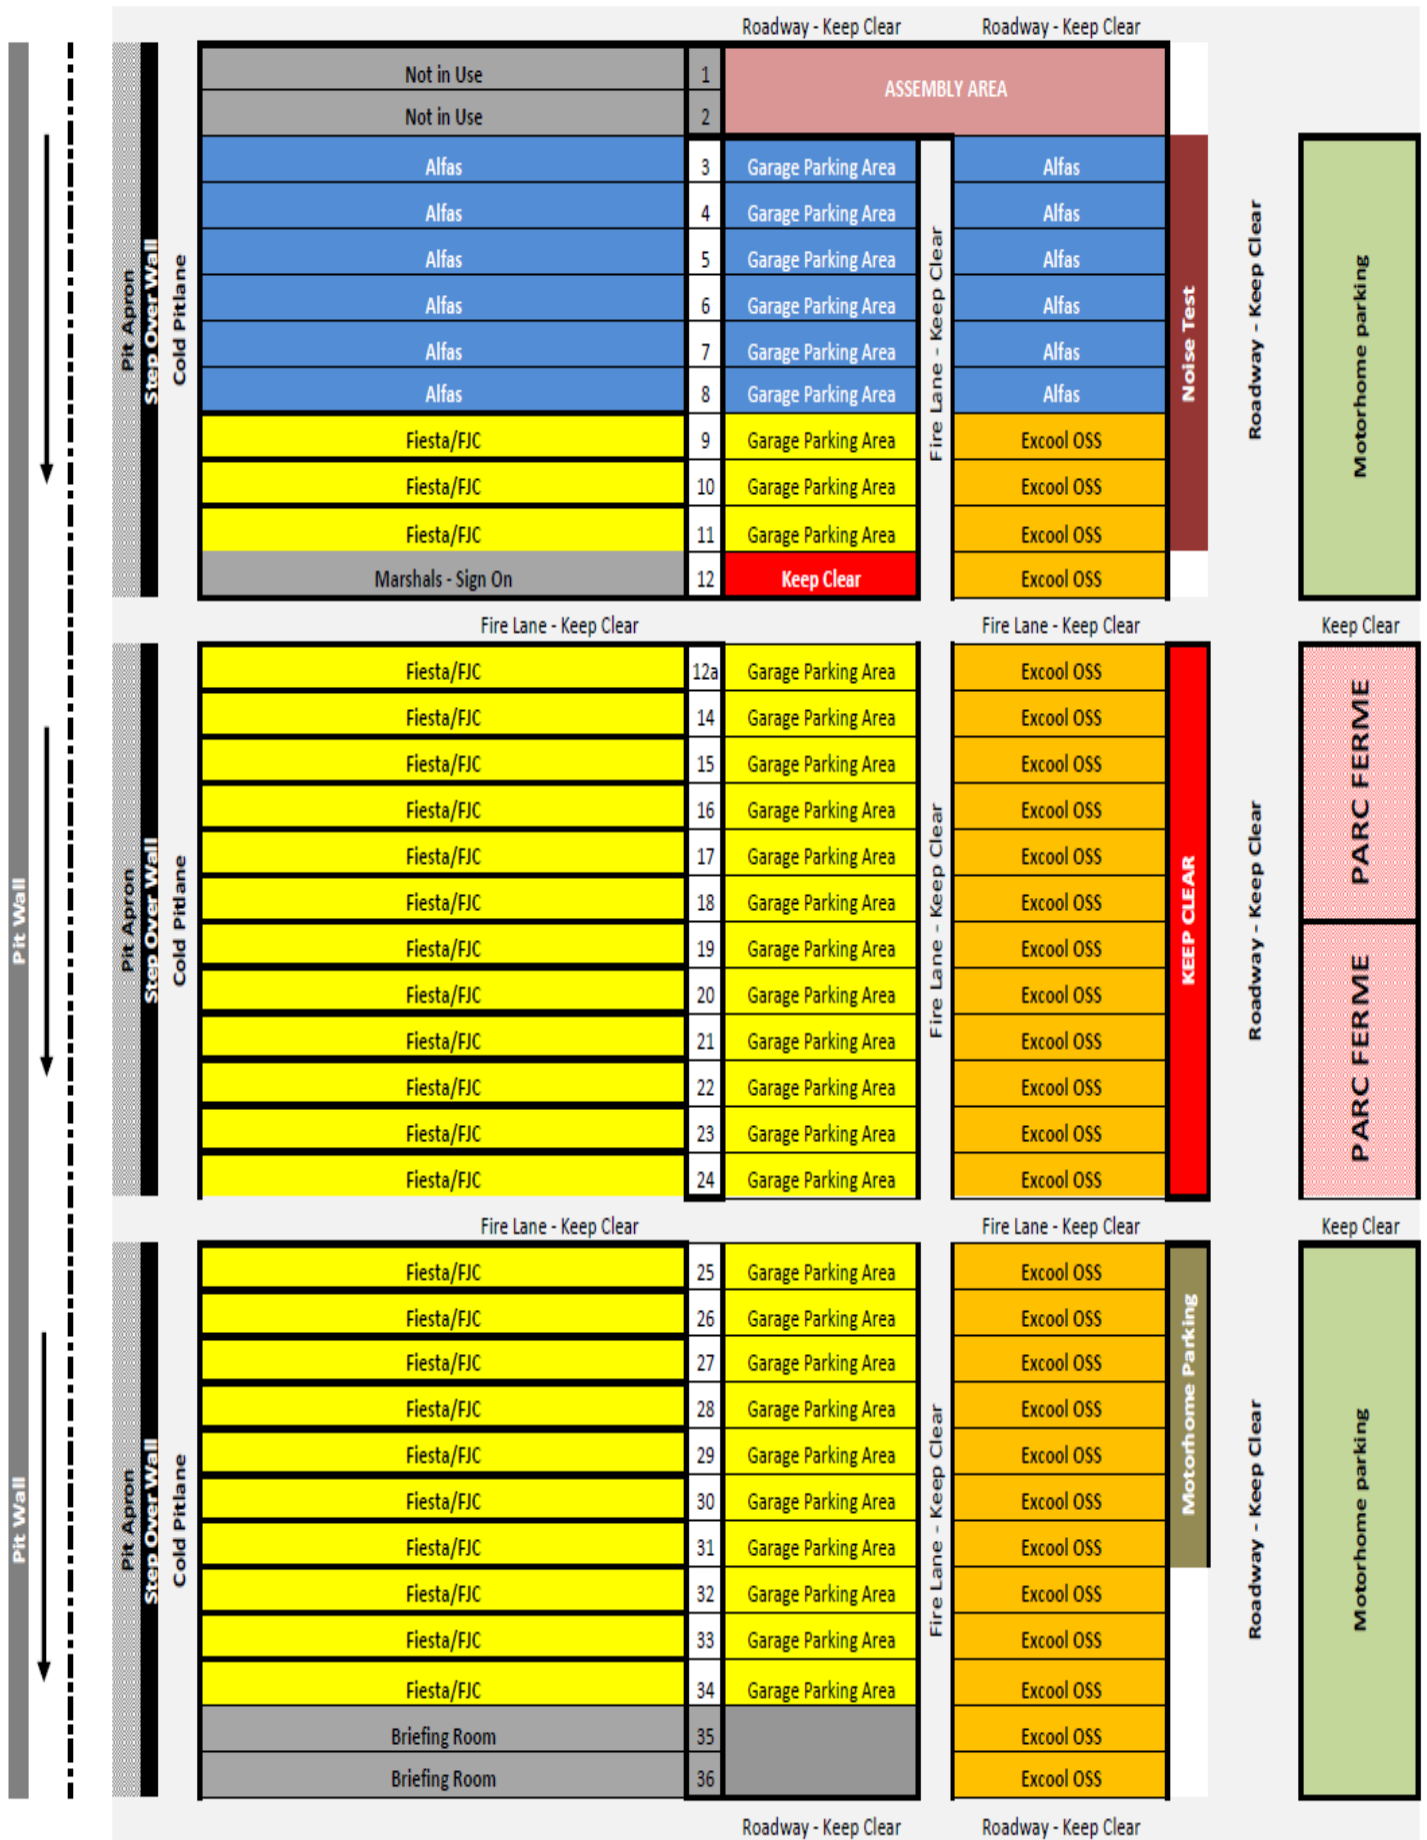 Roadway - Keep Clear Roadway - Keep Clear
Not in Use 1 ASSEMBLY AREA
Not in Use 2
Alfas 3 Garage Parking Area Alfas
Alfas 4 Garage Parking Area Alfas
Alfas 5 Garage Parking Area Alfas
Alfas 6 Garage Parking Area Alfas
Alfas 7 Garage Parking Area Alfas
Alfas 8 Garage Parking Area Alfas
Fiesta/FJC 9 Garage Parking Area Excool OSS
Fiesta/FJC 10 Garage Parking Area Excool OSS
Fiesta/FJC 11 Garage Parking Area Excool OSS
Marshals - Sign On 12 Keep Clear Excool OSS
Pit Apron
Step Over Wall
Cold Pitlane
Fire Lane - Keep Clear
Noise Test
Roadway - Keep Clear
Motorhome parking
Fire Lane - Keep Clear Fire Lane - Keep Clear Keep Clear
Fiesta/FJC 12a Garage Parking Area Excool OSS
Fiesta/FJC 14 Garage Parking Area Excool OSS
Fiesta/FJC 15 Garage Parking Area Excool OSS
Fiesta/FJC 16 Garage Parking Area Excool OSS
Fiesta/FJC 17 Garage Parking Area Excool OSS
Fiesta/FJC 18 Garage Parking Area Excool OSS
Fiesta/FJC 19 Garage Parking Area Excool OSS
Fiesta/FJC 20 Garage Parking Area Excool OSS
Fiesta/FJC 21 Garage Parking Area Excool OSS
Fiesta/FJC 22 Garage Parking Area Excool OSS
Fiesta/FJC 23 Garage Parking Area Excool OSS
Fiesta/FJC 24 Garage Parking Area Excool OSS
Pit Wall
Pit Apron
Step Over Wall
Cold Pitlane
Fire Lane - Keep Clear
KEEP CLEAR
Roadway - Keep Clear
PARC FERME
PARC FERME
Fire Lane - Keep Clear Fire Lane - Keep Clear Keep Clear
Fiesta/FJC 25 Garage Parking Area Excool OSS
Fiesta/FJC 26 Garage Parking Area Excool OSS
Fiesta/FJC 27 Garage Parking Area Excool OSS
Fiesta/FJC 28 Garage Parking Area Excool OSS
Fiesta/FJC 29 Garage Parking Area Excool OSS
Fiesta/FJC 30 Garage Parking Area Excool OSS
Fiesta/FJC 31 Garage Parking Area Excool OSS
Fiesta/FJC 32 Garage Parking Area Excool OSS
Fiesta/FJC 33 Garage Parking Area Excool OSS
Fiesta/FJC 34 Garage Parking Area Excool OSS
Briefing Room 35 Excool OSS
Briefing Room 36 Excool OSS
Pit Wall
Pit Apron
Step Over Wall
Cold Pitlane
Fire Lane - Keep Clear
Motorhome Parking
Roadway - Keep Clear
Motorhome parking
Roadway - Keep Clear Roadway - Keep Clear